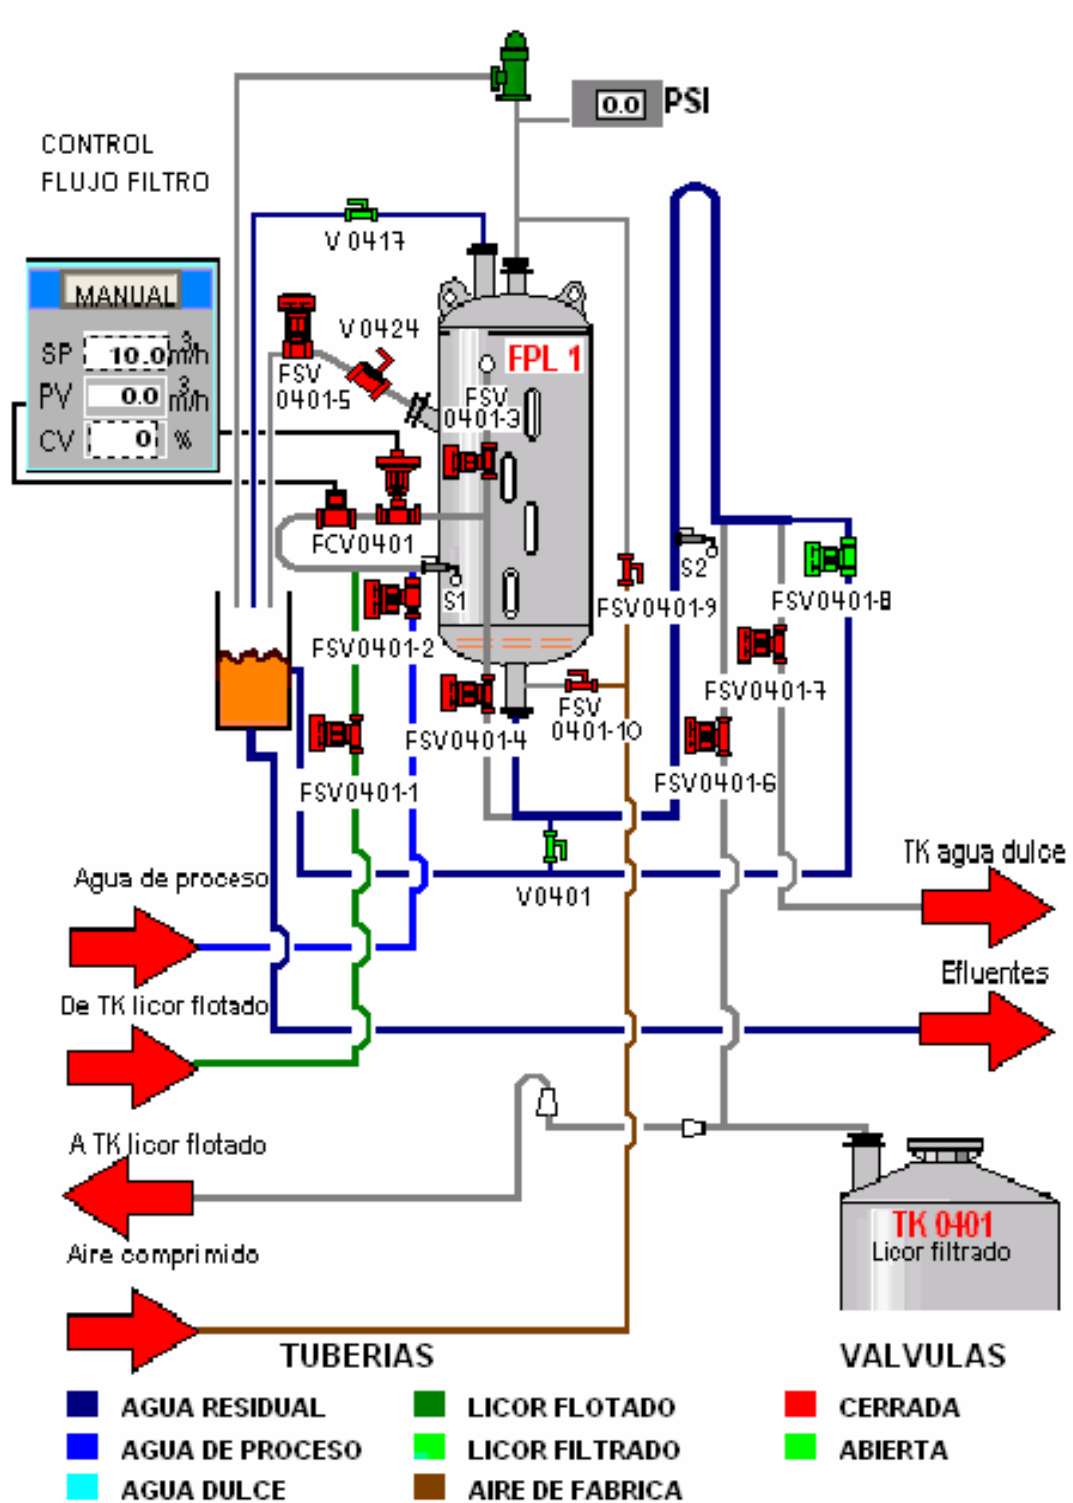 0.0 PSI
CONTROL
FLUJO FILTRO
V 0417
MANUAL
SP 10.0 m³/h
PV 0.0 m³/h
CV 0 %
V0424
FSV
0401-5
FPL 1
FSV
0401-3
FCV0401
S1
S2
FSV0401-9
FSV0401-8
FSV0401-2
FSV0401-7
FSV
0401-10
FSV0401-4
FSV0401-1
FSV0401-6
V0401
TK agua dulce
Agua de proceso
Efluentes
De TK licor flotado
A TK licor flotado
TK 0401
Licor filtrado
Aire comprimido
TUBERIAS
VALVULAS
AGUA RESIDUAL
LICOR FLOTADO
CERRADA
AGUA DE PROCESO
LICOR FILTRADO
ABIERTA
AGUA DULCE
AIRE DE FABRICA